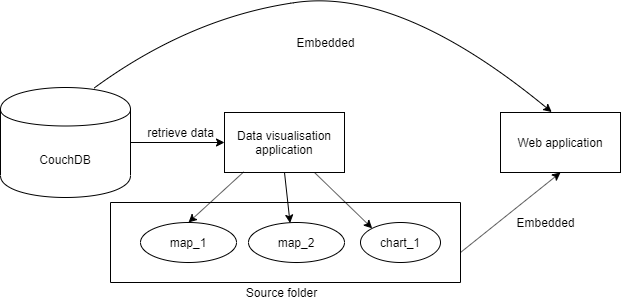 Embedded
retrieve data
CouchDB
Data visualisation
application
Web application
Embedded
map_1
map_2
chart_1
Source folder